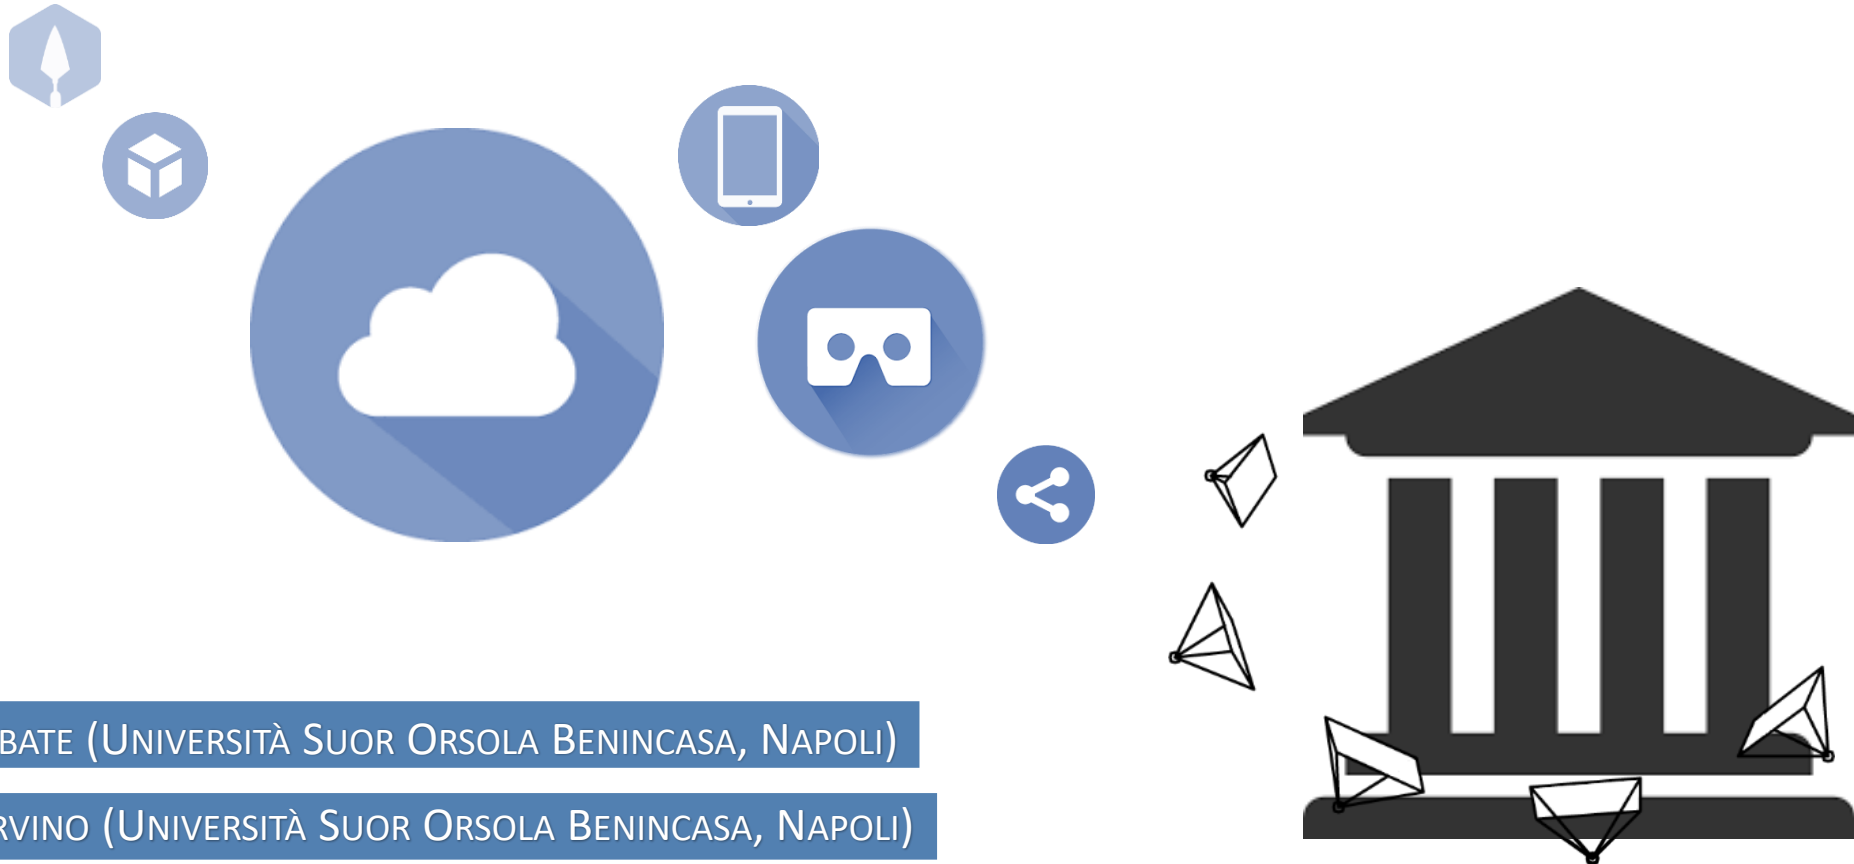 BATE (UNIVERSITÀ SUOR ORSOLA BENINCASA, NAPOLI)
RVINO (UNIVERSITÀ SUOR ORSOLA BENINCASA, NAPOLI)